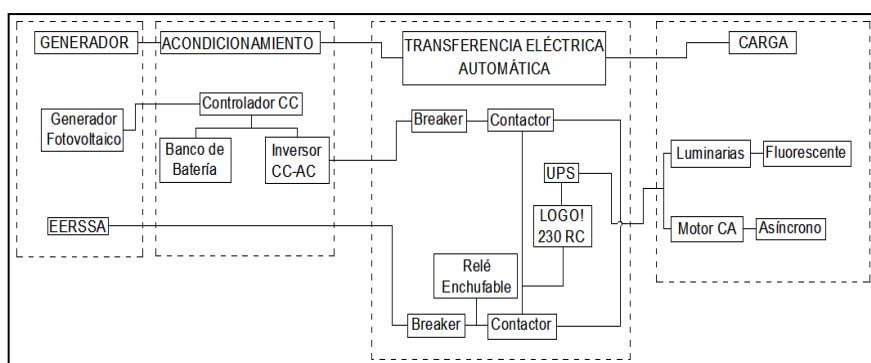 GENERADOR
ACONDICIONAMIENTO
TRANSFERENCIA ELÉCTRICA
AUTOMÁTICA
CARGA
Generador
Fotovoltaico
Controlador CC
Banco de
Batería
Inversor
CC-AC
Breaker
Contactor
UPS
LOGO!
230 RC
Luminarias
Fluorescente
EERSSA
Relé
Enchufable
Breaker
Contactor
Motor CA
Asíncrono